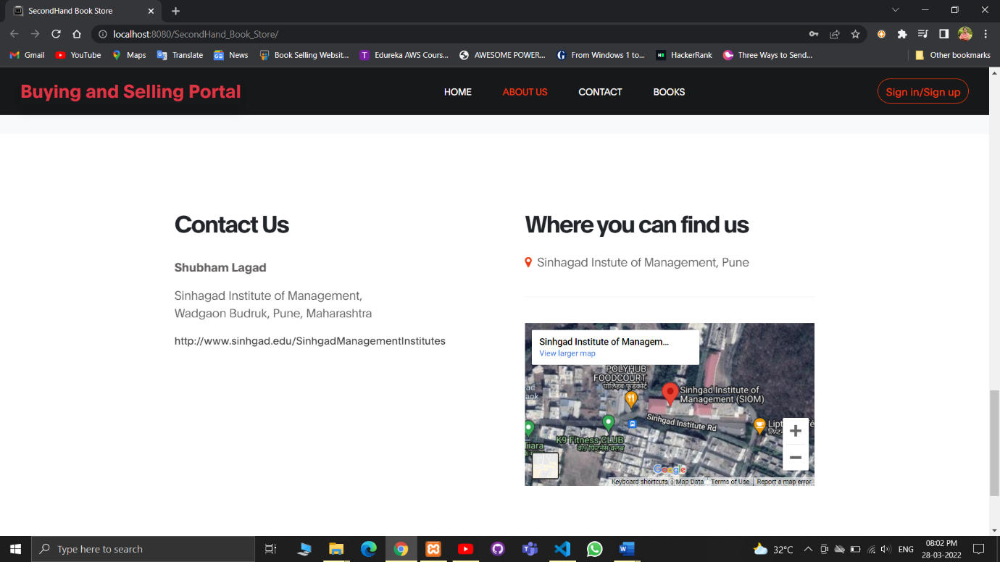 SecondHand Book Store
localhost:8080/SecondHand_Book_Store/
Gmail
YouTube
Maps
Translate
News
Book Selling Websit...
Edureka AWS Cours...
AWESOME POWER...
From Windows 1 to...
HackerRank
Three Ways to Send...
Other bookmarks
Buying and Selling Portal
HOME
ABOUT US
CONTACT
BOOKS
Sign in/Sign up
Contact Us
Shubham Lagad
Sinhagad Institute of Management,
Wadgaon Budruk, Pune, Maharashtra
http://www.sinhgad.edu/SinhgadManagementInstitutes
Where you can find us
Sinhagad Instute of Management, Pune
Sinhgad Institute of Managem...
View larger map
POLYHUB
FOODCOURT
पोलिहब फूडकोर्ट
Sinhgad Institute of
Management (SIOM)
Sinhgad Institute Rd
K9 Fitness CLUB
के9 फिटनेस क्लब
Google
Keyboard shortcuts
Map Data
Terms of Use
Report a map error
Type here to search
32°C
ENG
08:02 PM
28-03-2022